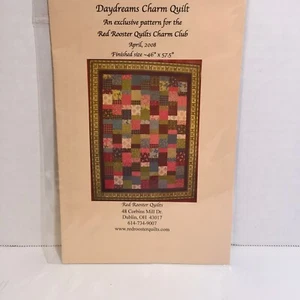 Daydreams Charm Quilt
An exclusive pattern for the
Red Rooster Quilts Charm Club
April, 2008
Finished size ~46" x 57.5"
Red Rooster Quilts
48 Corbins Mill Dr.
Dublin, OH 43017
614-734-9007
www.redroosterquilts.com